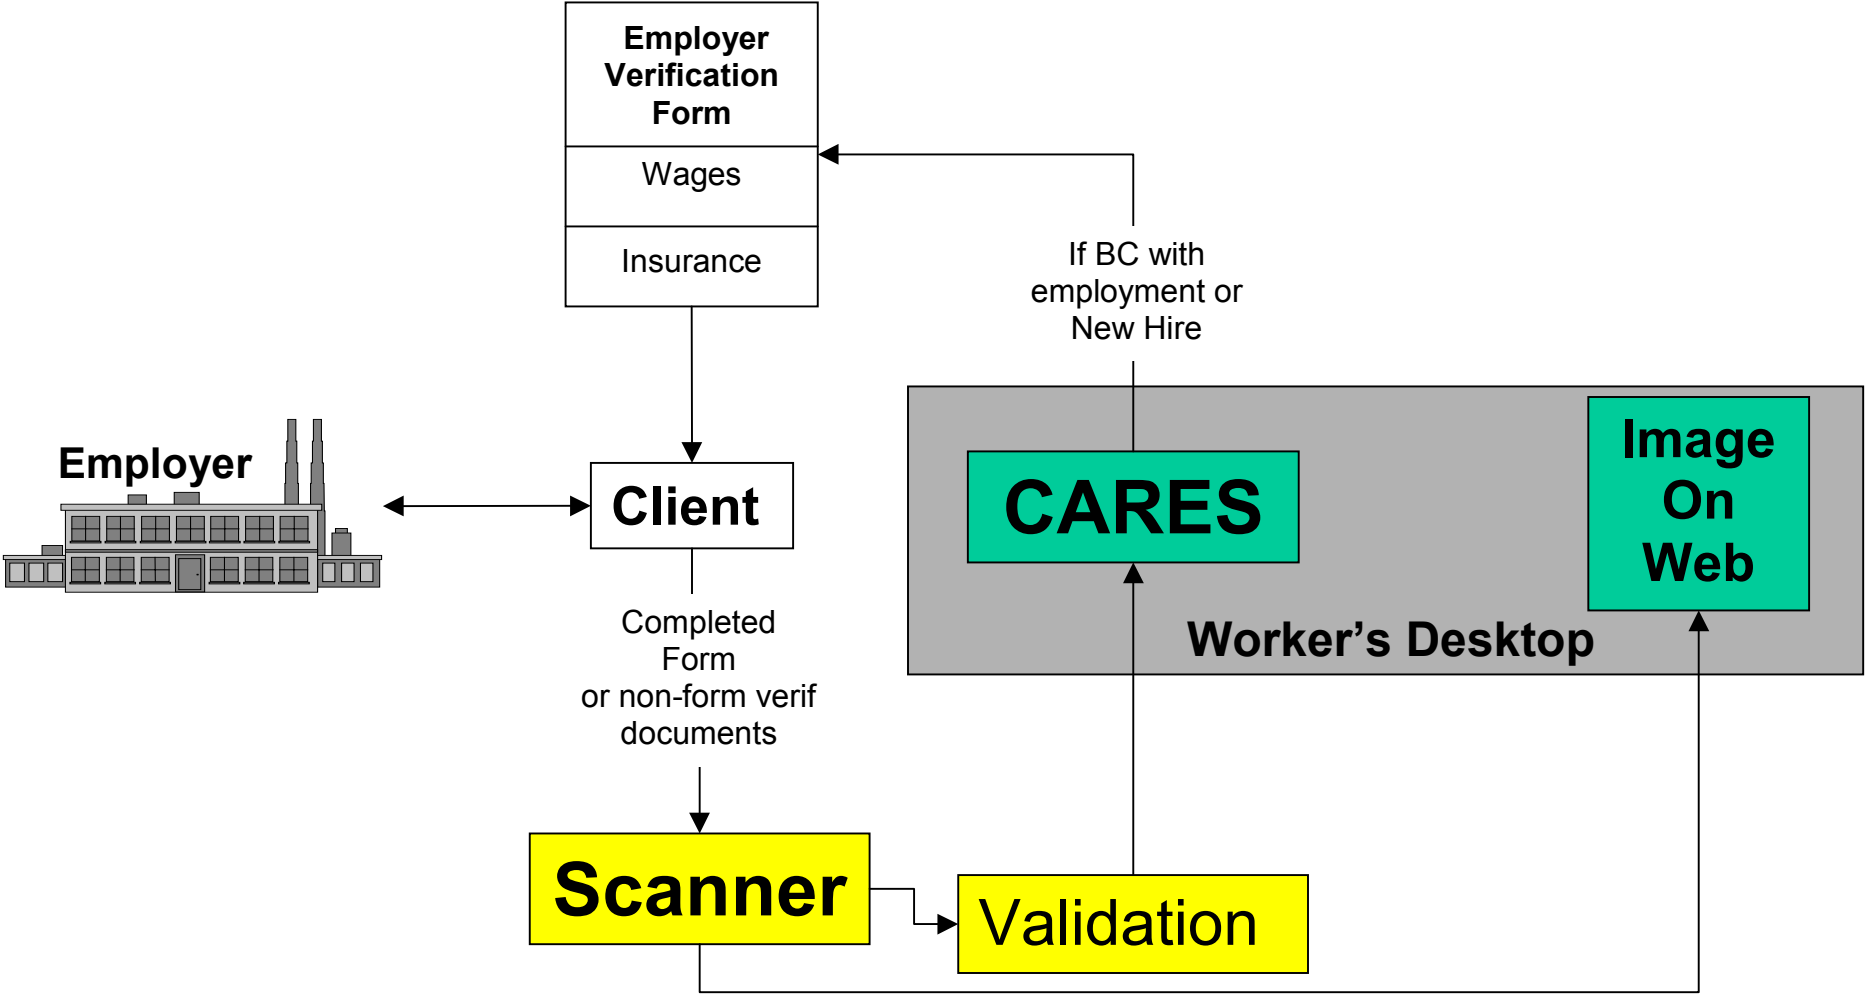 Employer
Verification
Form
Wages
Insurance
If BC with
employment or
New Hire
Employer
Client
CARES
Image
On
Web
Worker’s Desktop
Completed
Form
or non-form verif
documents
Scanner
Validation